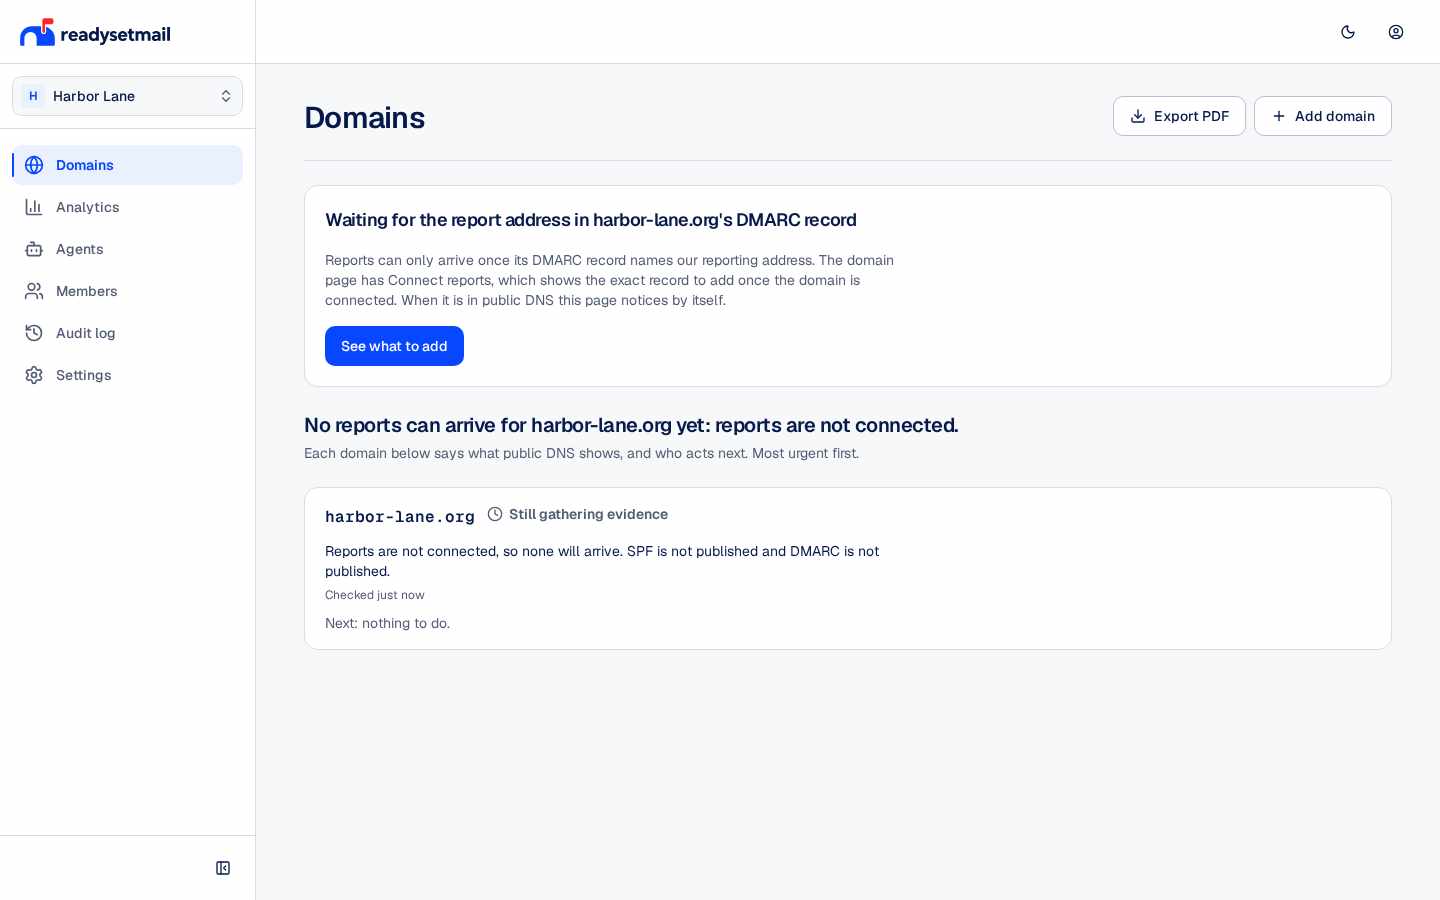 readysetmail
H Harbor Lane
Domains
Analytics
Agents
Members
Audit log
Settings
Domains
Export PDF
Add domain
Waiting for the report address in harbor-lane.org's DMARC record
Reports can only arrive once its DMARC record names our reporting address. The domain
page has Connect reports, which shows the exact record to add once the domain is
connected. When it is in public DNS this page notices by itself.
See what to add
No reports can arrive for harbor-lane.org yet: reports are not connected.
Each domain below says what public DNS shows, and who acts next. Most urgent first.
harbor-lane.org Still gathering evidence
Reports are not connected, so none will arrive. SPF is not published and DMARC is not
published.
Checked just now
Next: nothing to do.